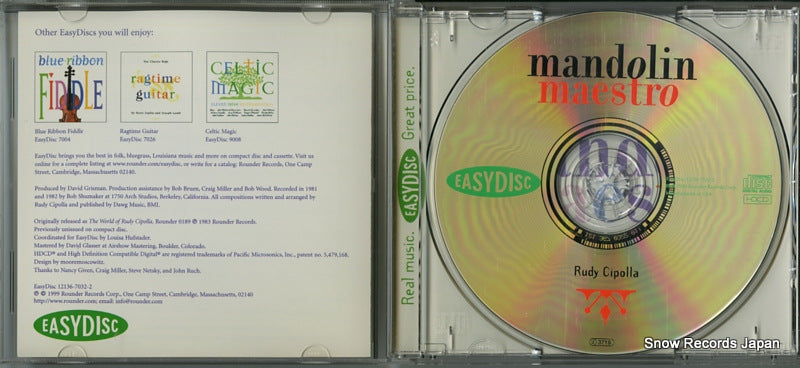 Other EasyDiscs you will enjoy:
blue ribbon
FIDDLE
ragtime
guitar
CELTIC
MAGIC
Blue Ribbon Fiddle
EasyDisc 7004
Ragtime Guitar
EasyDisc 7026
Celtic Magic
EasyDisc 9008
EasyDisc brings you the best in folk, bluegrass, Louisiana music and more on compact disc and cassette. Visit us
online for a complete listing at www.rounder.com/easydisc, or write for a catalog: Rounder Records, One Camp
Street, Cambridge, Massachusetts 02140.
Produced by David Grisman. Production assistance by Bob Bruen, Craig Miller and Bob Wood. Recorded in 1981
and 1982 by Bob Shumaker at 1750 Arch Studios, Berkeley, California. All compositions written and arranged by
Rudy Cipolla and published by Dawg Music, BMI.
Originally released as The World of Rudy Cipolla, Rounder 0189 ℗ 1983 Rounder Records.
Previously unissued on compact disc.
Coordinated for EasyDisc by Louisa Hufstader.
Mastered by David Glasser at Airshow Mastering, Boulder, Colorado.
HDCD® and High Definition Compatible Digital® are registered trademarks of Pacific Microsonics, Inc., patent no. 5,479,168.
Design by mooremoscowitz.
Thanks to Nancy Given, Craig Miller, Steve Netsky, and John Ruch.
EasyDisc 12136-7032-2
℗ © 1999 Rounder Records Corp., One Camp Street, Cambridge, Massachusetts, 02140
http://www.rounder.com; email: info@rounder.com
EASYDISC
Real music. EASYDISC Great price.
mandolin
maestro
EASYDISC
COMPACT
disc
DIGITAL AUDIO
HDCD
Rudy Cipolla
Snow Records Japan